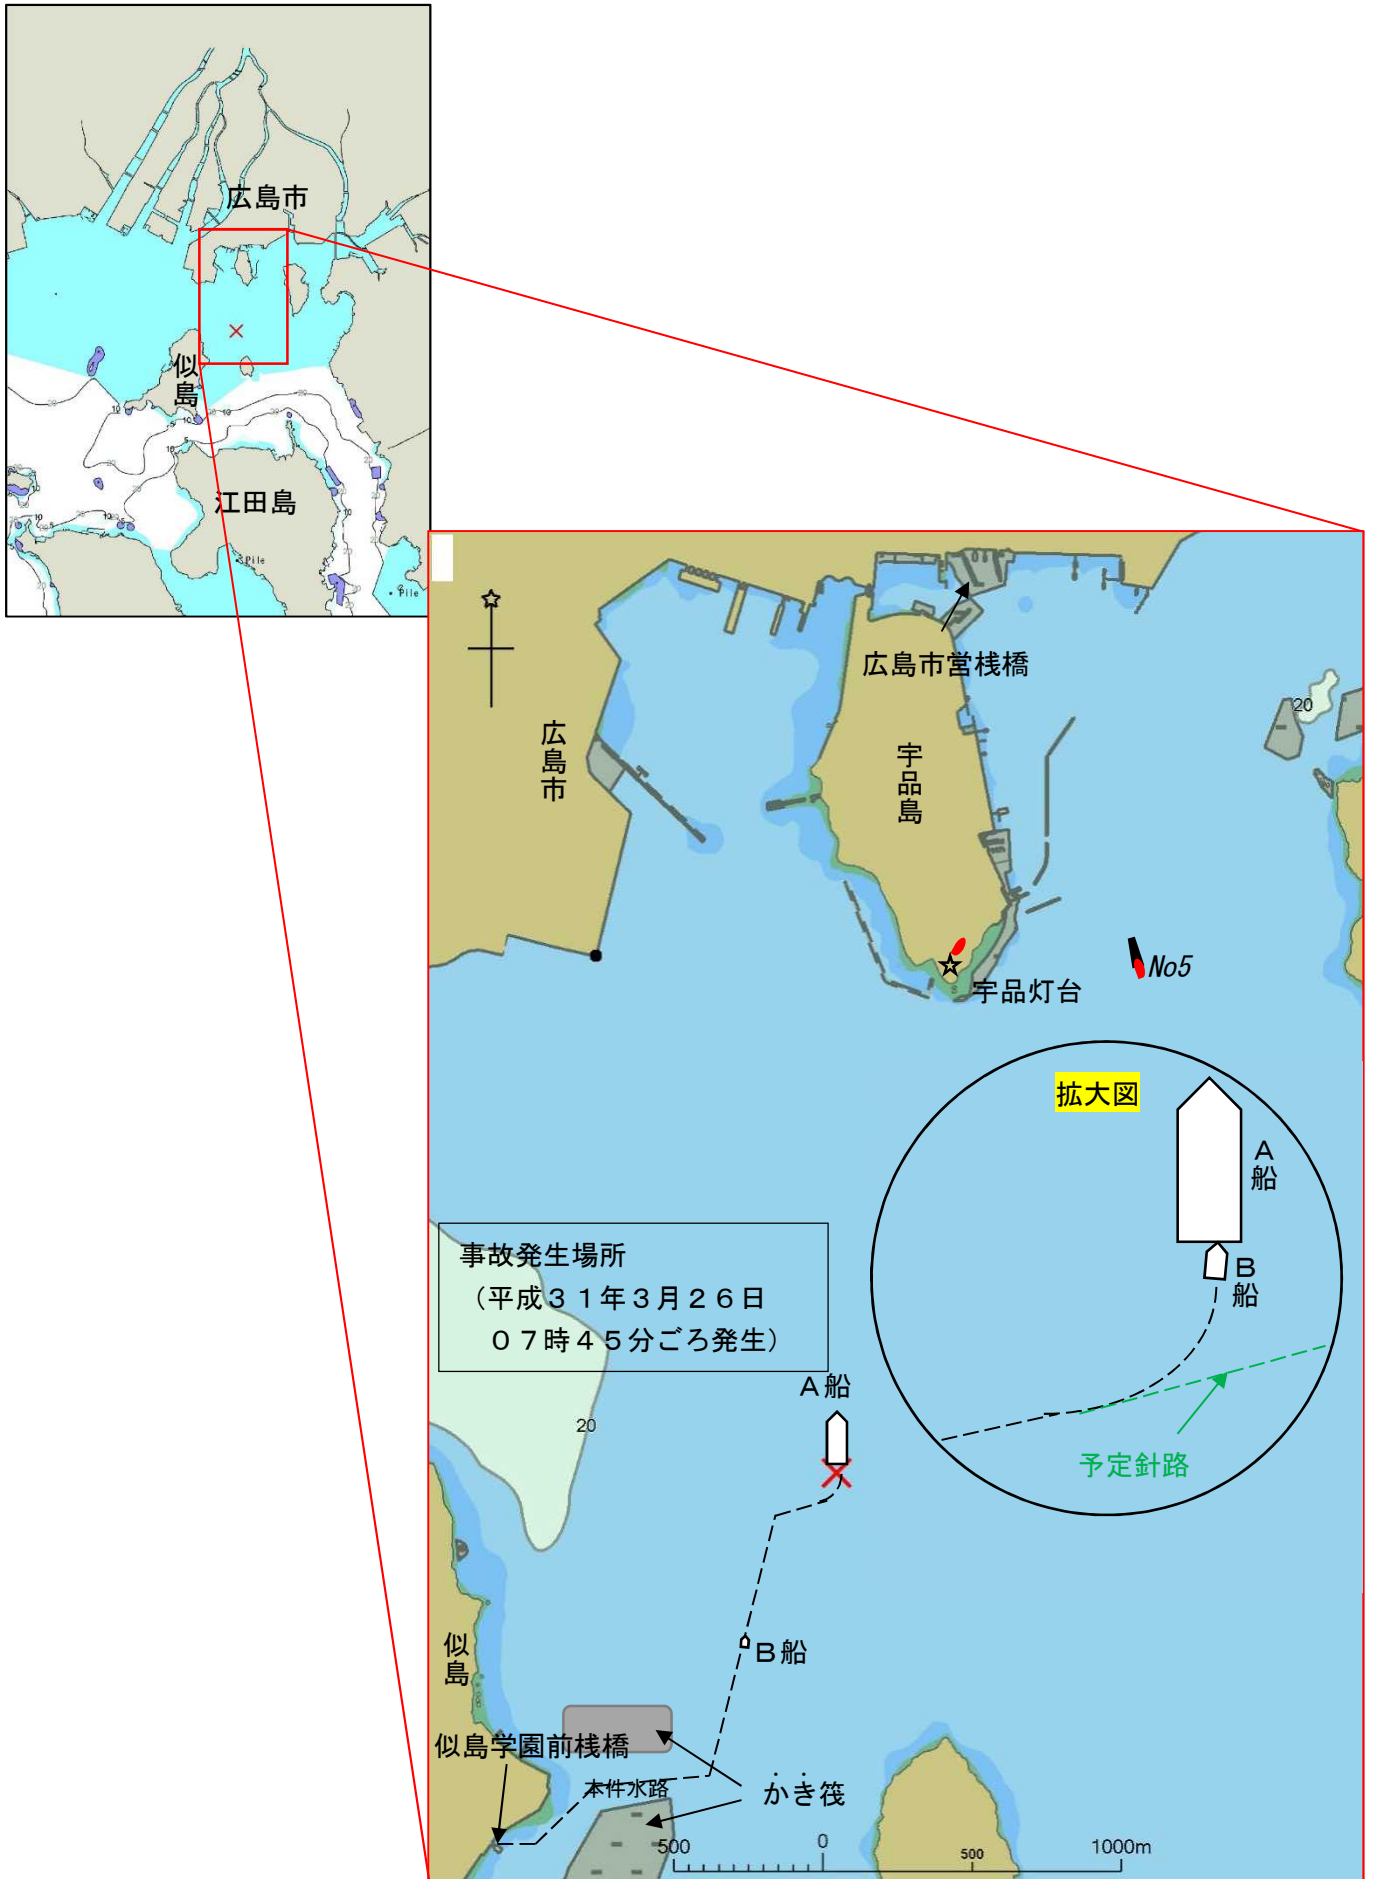 広島市
似島
江田島
Pile
Pile
広島市営桟橋
広島市
宇品島
20
No5
宇品灯台
拡大図
A船
B船
予定針路
事故発生場所
(平成31年3月26日
07時45分ごろ発生)
A船
20
B船
似島
似島学園前桟橋
本件水路
かき筏
500
0
500
1000m